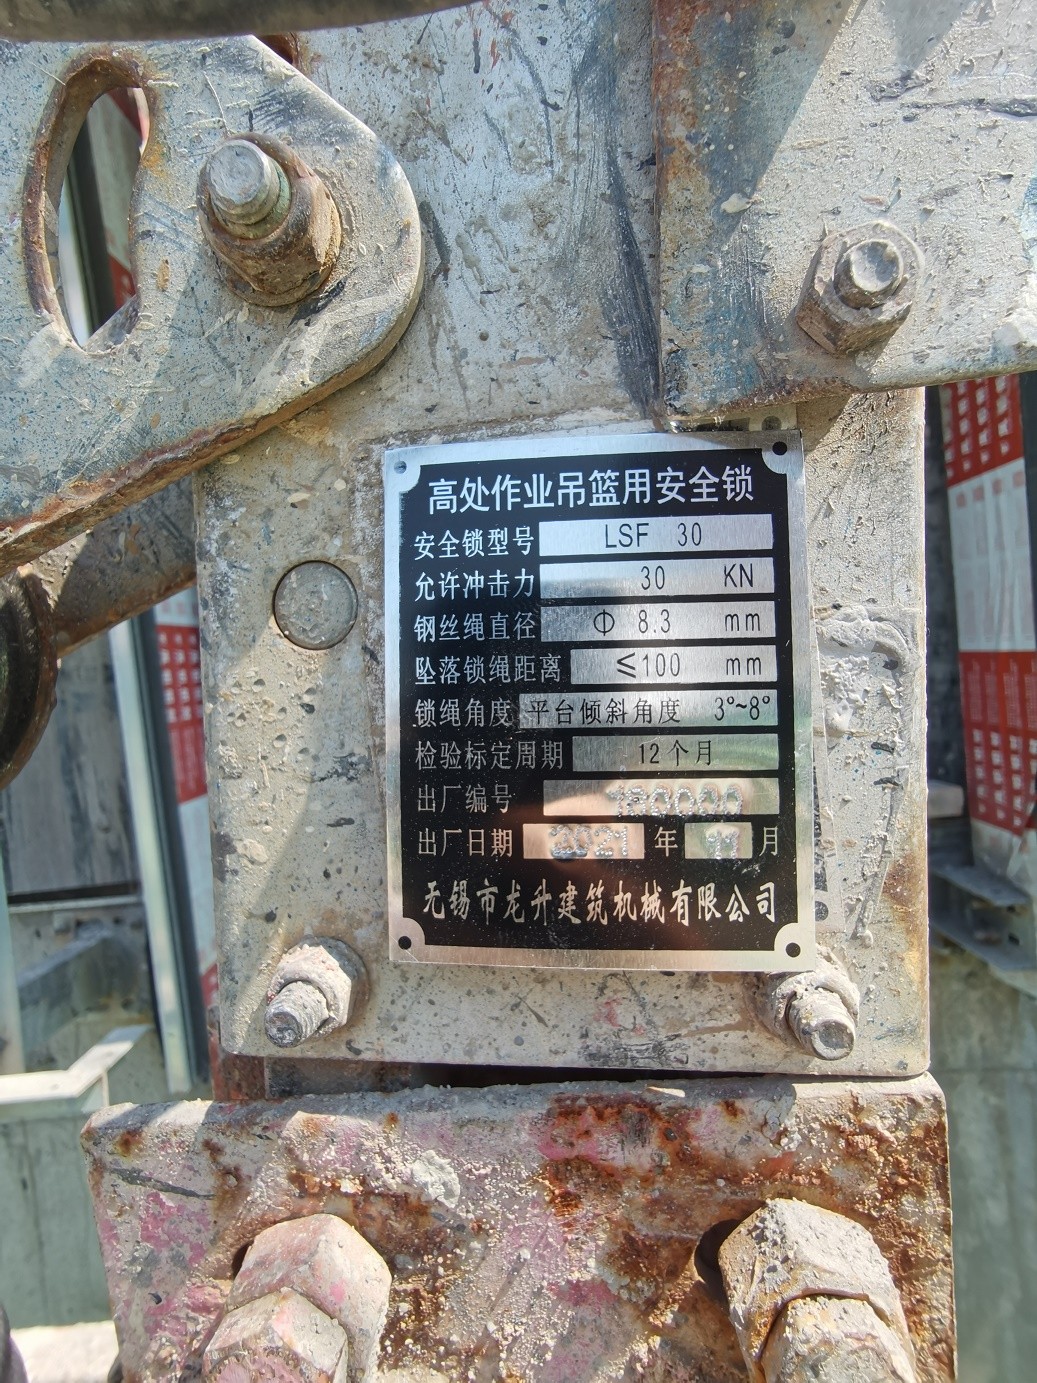 高处作业吊篮用安全锁
安全锁型号 LSF 30
允许冲击力 30 KN
钢丝绳直径 Φ 8.3 mm
坠落锁绳距离 ≤100 mm
锁绳角度 平台倾斜角度 3°~8°
检验标定周期 12个月
出厂编号
出厂日期 2021 年 11 月
无锡市龙升建筑机械有限公司